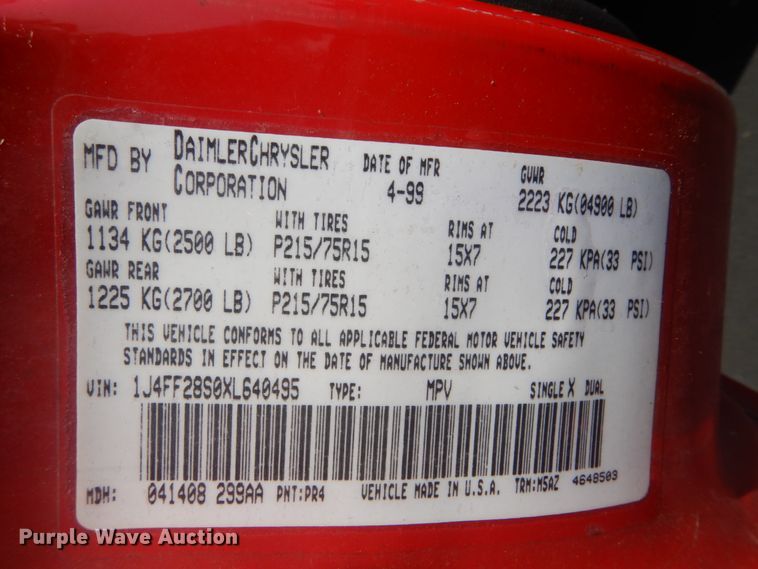 MFD BY DAIMLERCHRYSLER CORPORATION DATE OF MFR 4-99 GVWR 2223 KG(04900 LB)
GAWR FRONT WITH TIRES RIMS AT COLD
1134 KG(2500 LB) P215/75R15 15X7 227 KPA(33 PSI)
GAWR REAR WITH TIRES RIMS AT COLD
1225 KG(2700 LB) P215/75R15 15X7 227 KPA(33 PSI)
THIS VEHICLE CONFORMS TO ALL APPLICABLE FEDERAL MOTOR VEHICLE SAFETY
STANDARDS IN EFFECT ON THE DATE OF MANUFACTURE SHOWN ABOVE.
VIN: 1J4FF28S0XL640495 TYPE: MPV SINGLE X DUAL
MDH: 041408 299AA PNT:PR4 VEHICLE MADE IN U.S.A. TRM:M5AZ 4648503
Purple Wave Auction